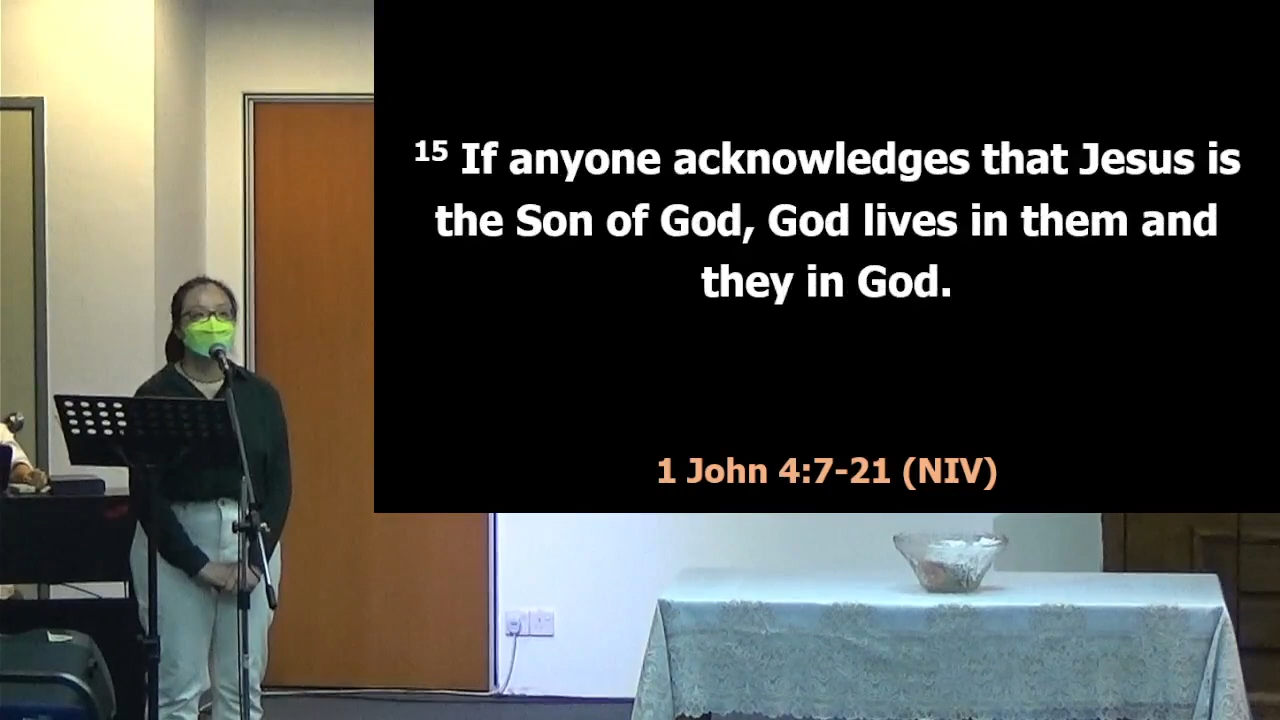 15 If anyone acknowledges that Jesus is
the Son of God, God lives in them and
they in God.
1 John 4:7-21 (NIV)